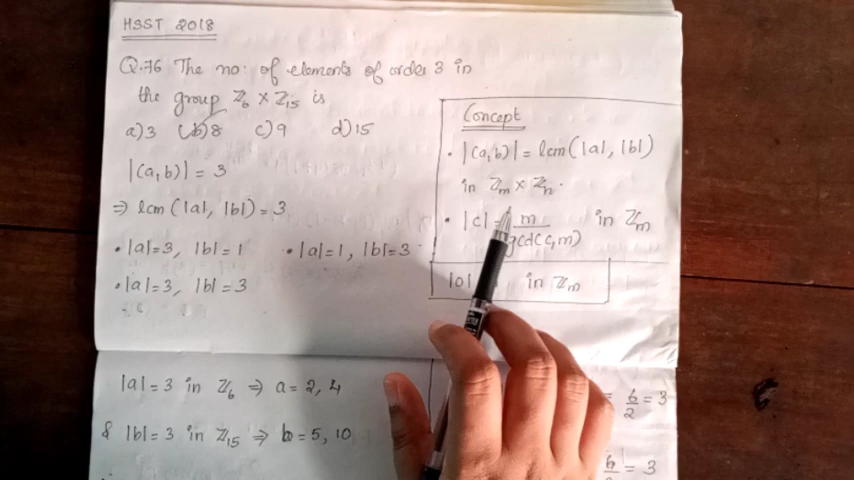 HSST 2018
Q.76 The no: of elements of order 3 in
the group ℤ₆ × ℤ₁₅ is
a) 3 (b) 8 c) 9 d) 15
|(a,b)| = 3
⇒ lcm (|a|, |b|) = 3
• |a|=3, |b|=1 • |a|=1, |b|=3
• |a|=3, |b|=3
Concept
• |(a,b)| = lcm(|a|, |b|)
in ℤₘ × ℤₙ.
• |c| = m / gcd(c,m) in ℤₘ
|0| in ℤₘ
|a| = 3 in ℤ₆ ⇒ a = 2, 4
& |b| = 3 in ℤ₁₅ ⇒ b = 5, 10
= 6/2 = 3
= 3